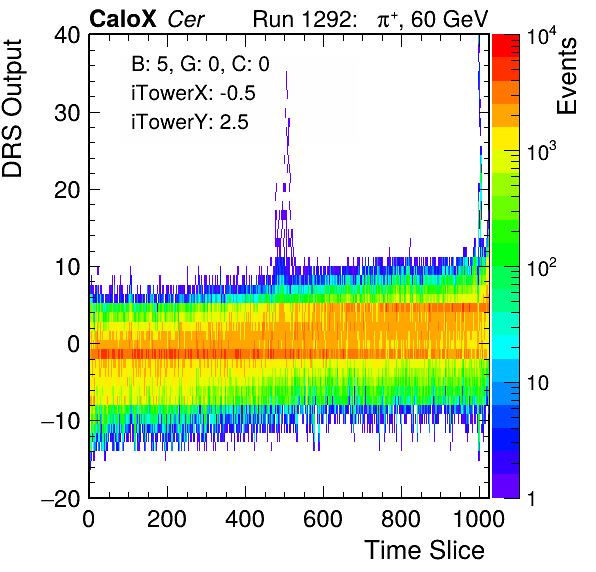 CaloX Cer Run 1292: π⁺, 60 GeV
B: 5, G: 0, C: 0
iTowerX: -0.5
iTowerY: 2.5
DRS Output
40
30
20
10
0
−10
−20
0 200 400 600 800 1000
Time Slice
Events
10⁴
10³
10²
10
1